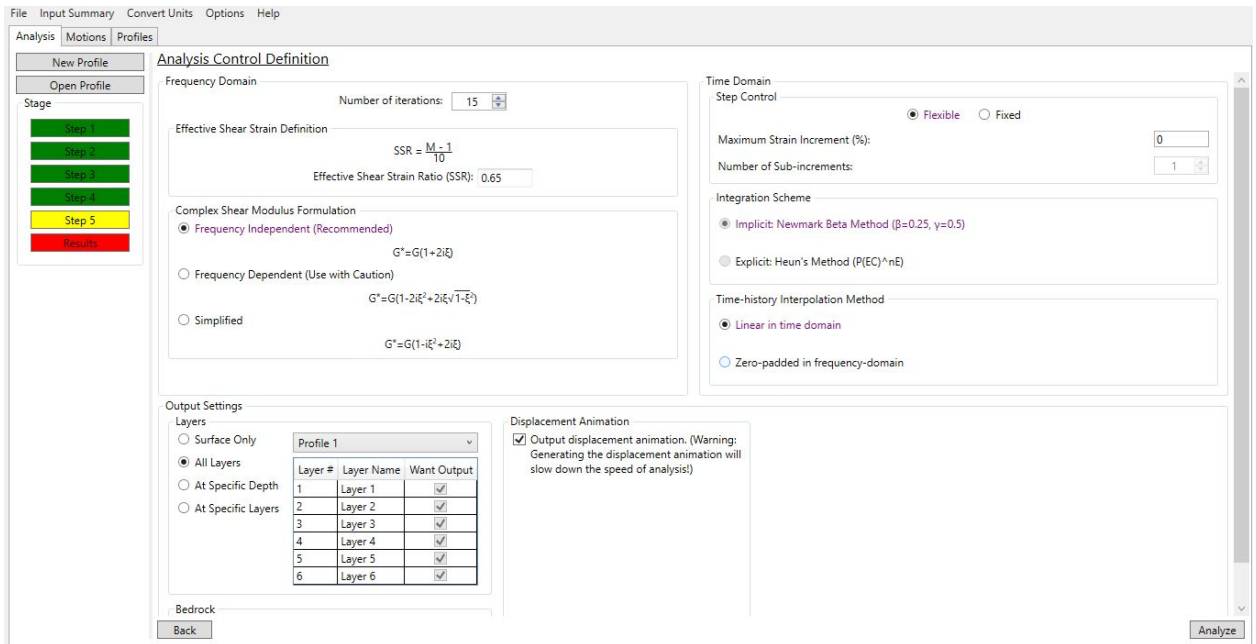 File Input Summary Convert Units Options Help
Analysis Motions Profiles
New Profile
Open Profile
Stage
Step 1
Step 2
Step 3
Step 4
Step 5
Results
Analysis Control Definition
Frequency Domain
Number of iterations: 15
Effective Shear Strain Definition
SSR = M - 1
10
Effective Shear Strain Ratio (SSR): 0.65
Complex Shear Modulus Formulation
Frequency Independent (Recommended)
G*=G(1+2iξ)
Frequency Dependent (Use with Caution)
G*=G(1-2iξ²+2iξ√1-ξ²)
Simplified
G*=G(1-iξ²+2iξ)
Time Domain
Step Control
Flexible Fixed
Maximum Strain Increment (%): 0
Number of Sub-increments: 1
Integration Scheme
Implicit: Newmark Beta Method (β=0.25, γ=0.5)
Explicit: Heun's Method (P(EC)^nE)
Time-history Interpolation Method
Linear in time domain
Zero-padded in frequency-domain
Output Settings
Layers
Surface Only
All Layers
At Specific Depth
At Specific Layers
Profile 1
Layer # Layer Name Want Output
1 Layer 1
2 Layer 2
3 Layer 3
4 Layer 4
5 Layer 5
6 Layer 6
Displacement Animation
Output displacement animation. (Warning:
Generating the displacement animation will
slow down the speed of analysis!)
Bedrock
Back
Analyze